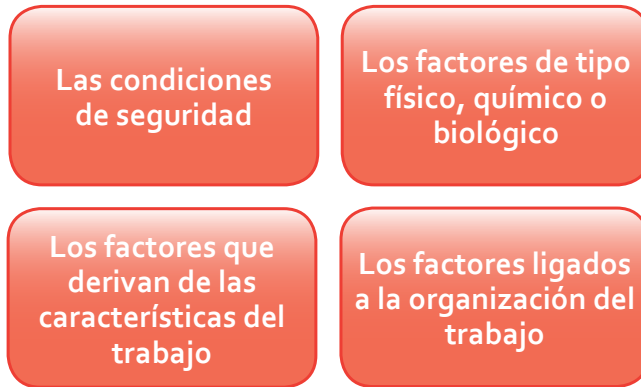 Las condiciones
de seguridad
Los factores de tipo
físico, químico o
biológico
Los factores que
derivan de las
características del
trabajo
Los factores ligados
a la organización del
trabajo